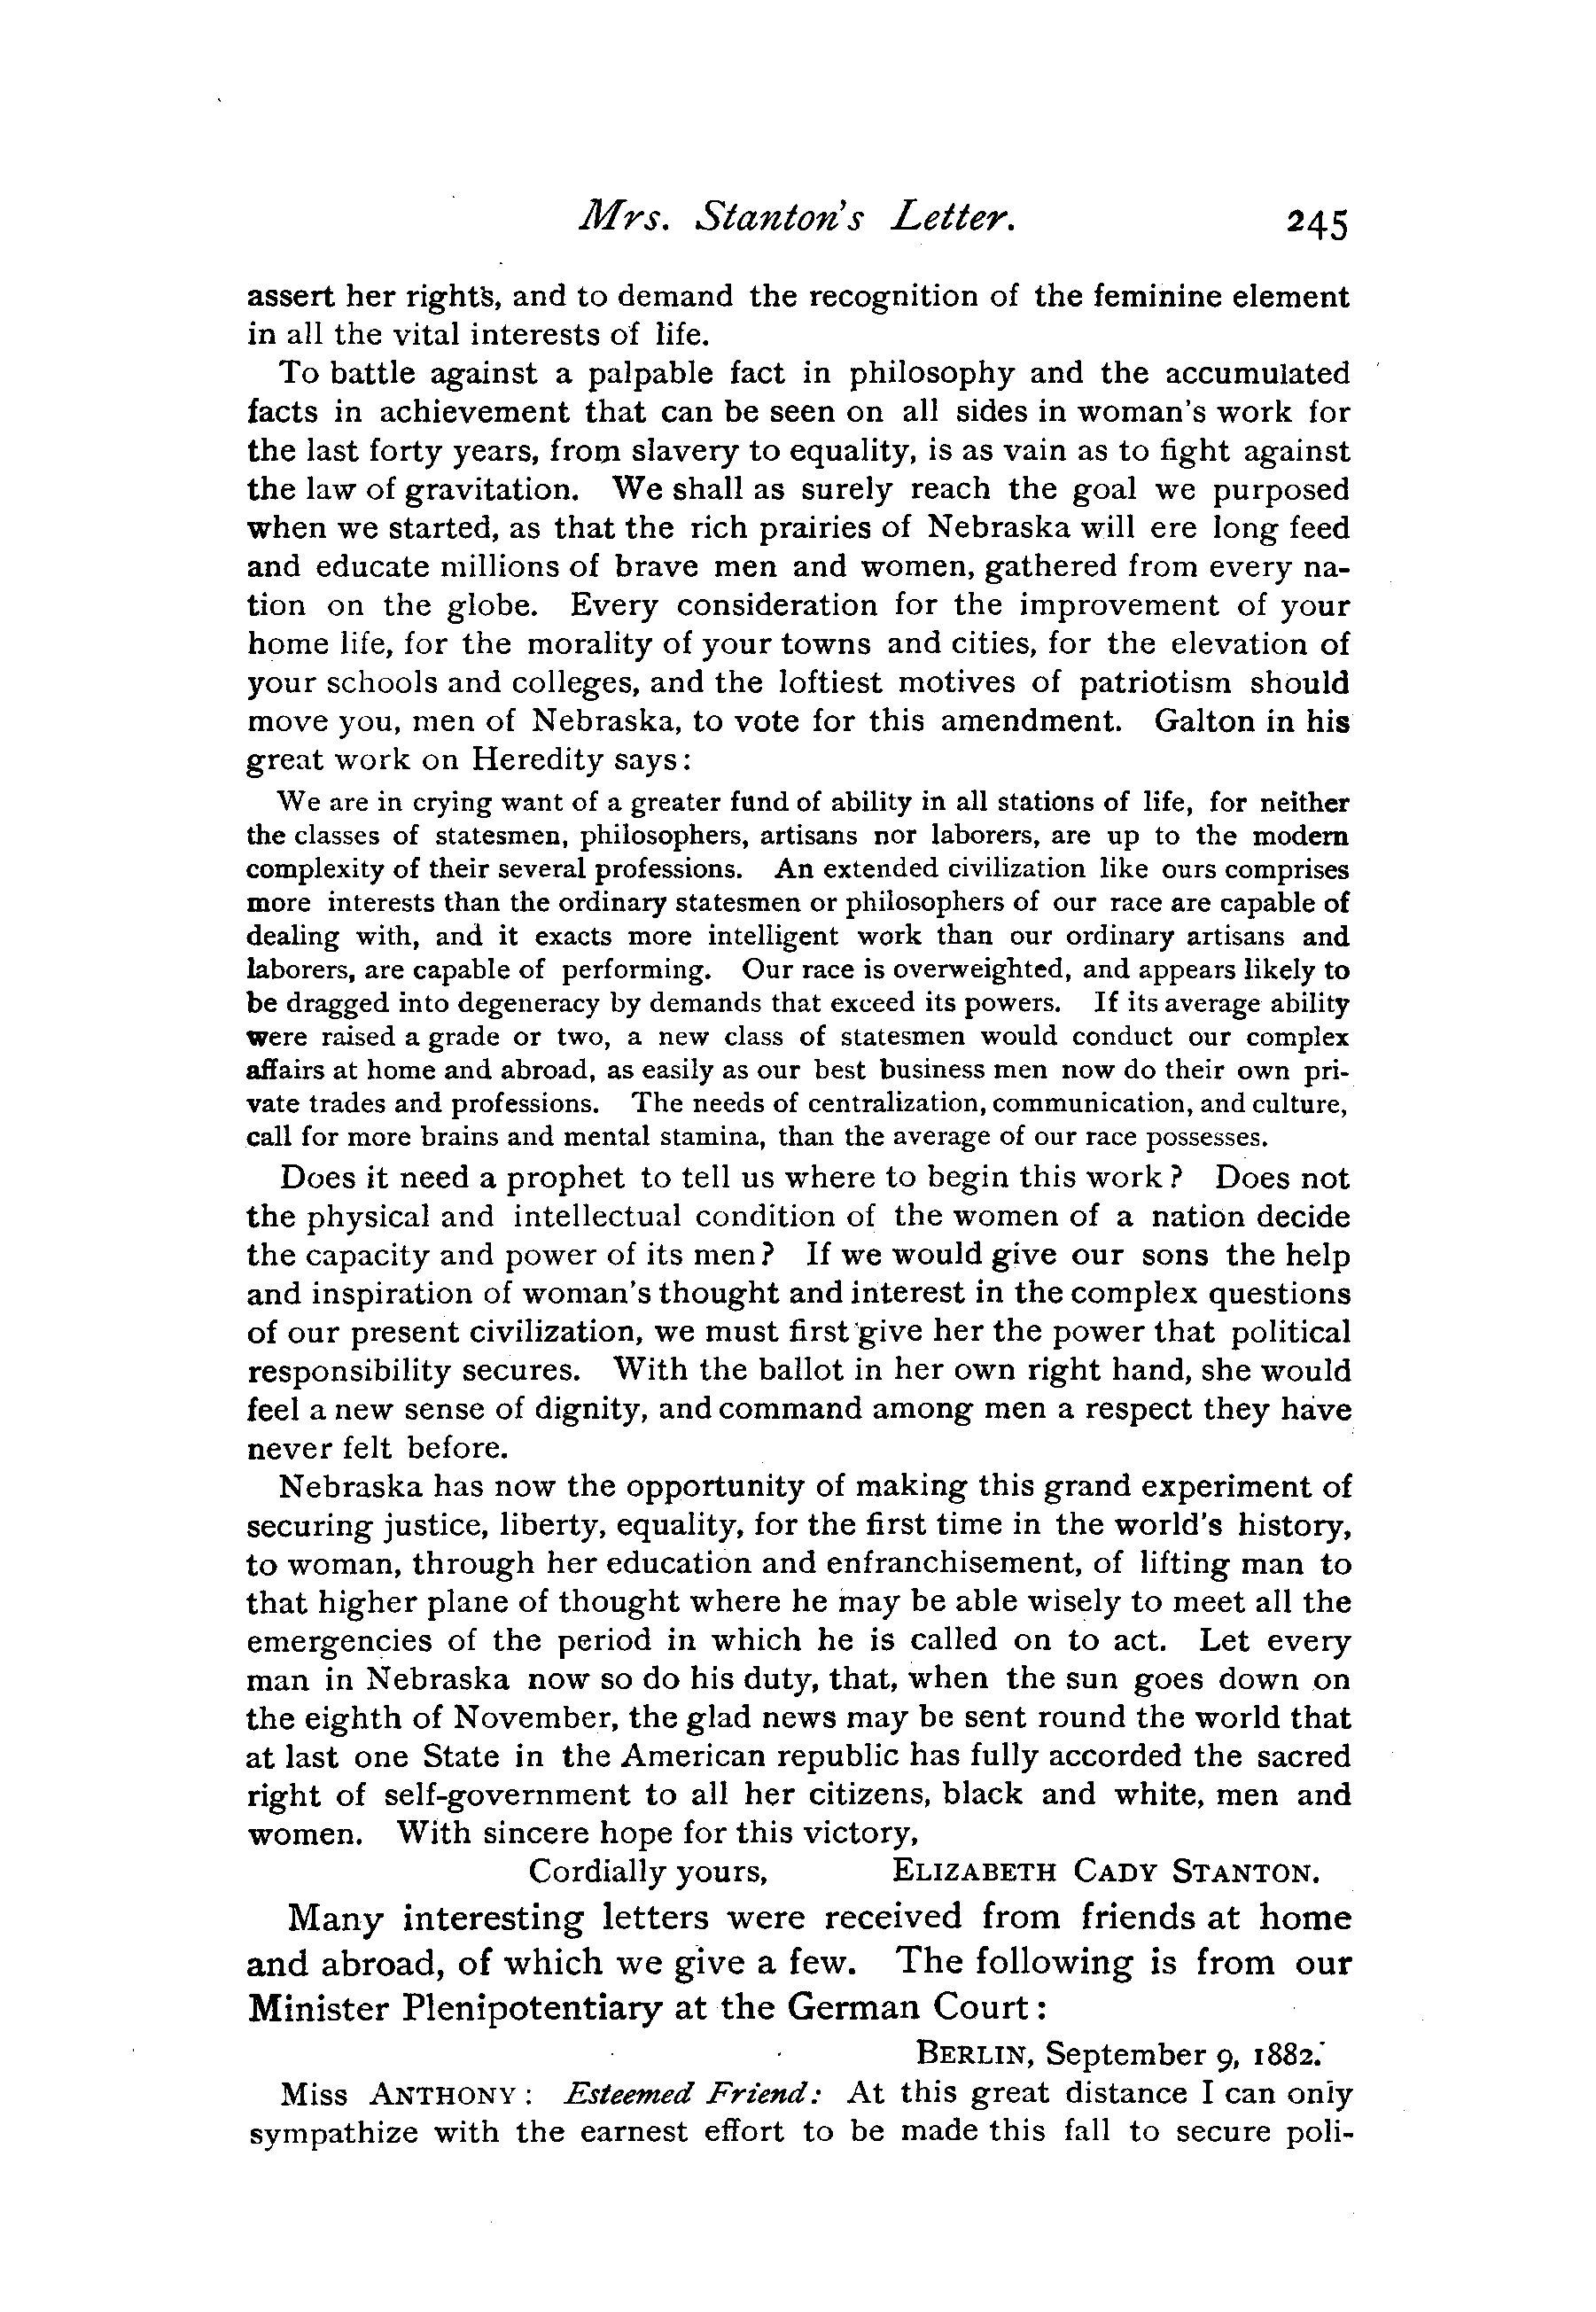 Mrs. Stanton's Letter. 245
assert her rights, and to demand the recognition of the feminine element
in all the vital interests of life.
To battle against a palpable fact in philosophy and the accumulated
facts in achievement that can be seen on all sides in woman's work for
the last forty years, from slavery to equality, is as vain as to fight against
the law of gravitation. We shall as surely reach the goal we purposed
when we started, as that the rich prairies of Nebraska will ere long feed
and educate millions of brave men and women, gathered from every na-
tion on the globe. Every consideration for the improvement of your
home life, for the morality of your towns and cities, for the elevation of
your schools and colleges, and the loftiest motives of patriotism should
move you, men of Nebraska, to vote for this amendment. Galton in his
great work on Heredity says:
We are in crying want of a greater fund of ability in all stations of life, for neither
the classes of statesmen, philosophers, artisans nor laborers, are up to the modern
complexity of their several professions. An extended civilization like ours comprises
more interests than the ordinary statesmen or philosophers of our race are capable of
dealing with, and it exacts more intelligent work than our ordinary artisans and
laborers, are capable of performing. Our race is overweighted, and appears likely to
be dragged into degeneracy by demands that exceed its powers. If its average ability
were raised a grade or two, a new class of statesmen would conduct our complex
affairs at home and abroad, as easily as our best business men now do their own pri-
vate trades and professions. The needs of centralization, communication, and culture,
call for more brains and mental stamina, than the average of our race possesses.
Does it need a prophet to tell us where to begin this work? Does not
the physical and intellectual condition of the women of a nation decide
the capacity and power of its men? If we would give our sons the help
and inspiration of woman's thought and interest in the complex questions
of our present civilization, we must first give her the power that political
responsibility secures. With the ballot in her own right hand, she would
feel a new sense of dignity, and command among men a respect they have
never felt before.
Nebraska has now the opportunity of making this grand experiment of
securing justice, liberty, equality, for the first time in the world's history,
to woman, through her education and enfranchisement, of lifting man to
that higher plane of thought where he may be able wisely to meet all the
emergencies of the period in which he is called on to act. Let every
man in Nebraska now so do his duty, that, when the sun goes down on
the eighth of November, the glad news may be sent round the world that
at last one State in the American republic has fully accorded the sacred
right of self-government to all her citizens, black and white, men and
women. With sincere hope for this victory,
Cordially yours, ELIZABETH CADY STANTON.
Many interesting letters were received from friends at home
and abroad, of which we give a few. The following is from our
Minister Plenipotentiary at the German Court:
BERLIN, September 9, 1882.
Miss ANTHONY: Esteemed Friend: At this great distance I can only
sympathize with the earnest effort to be made this fall to secure poli-